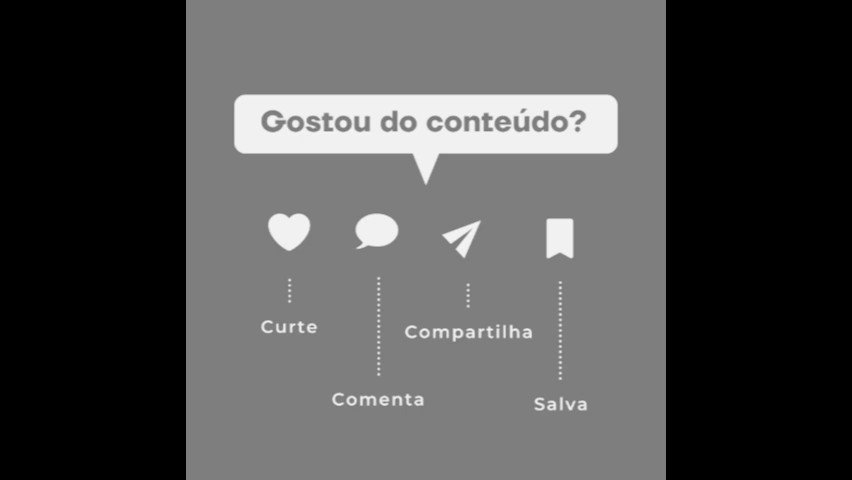 Gostou do conteúdo?
Curte
Compartilha
Comenta
Salva